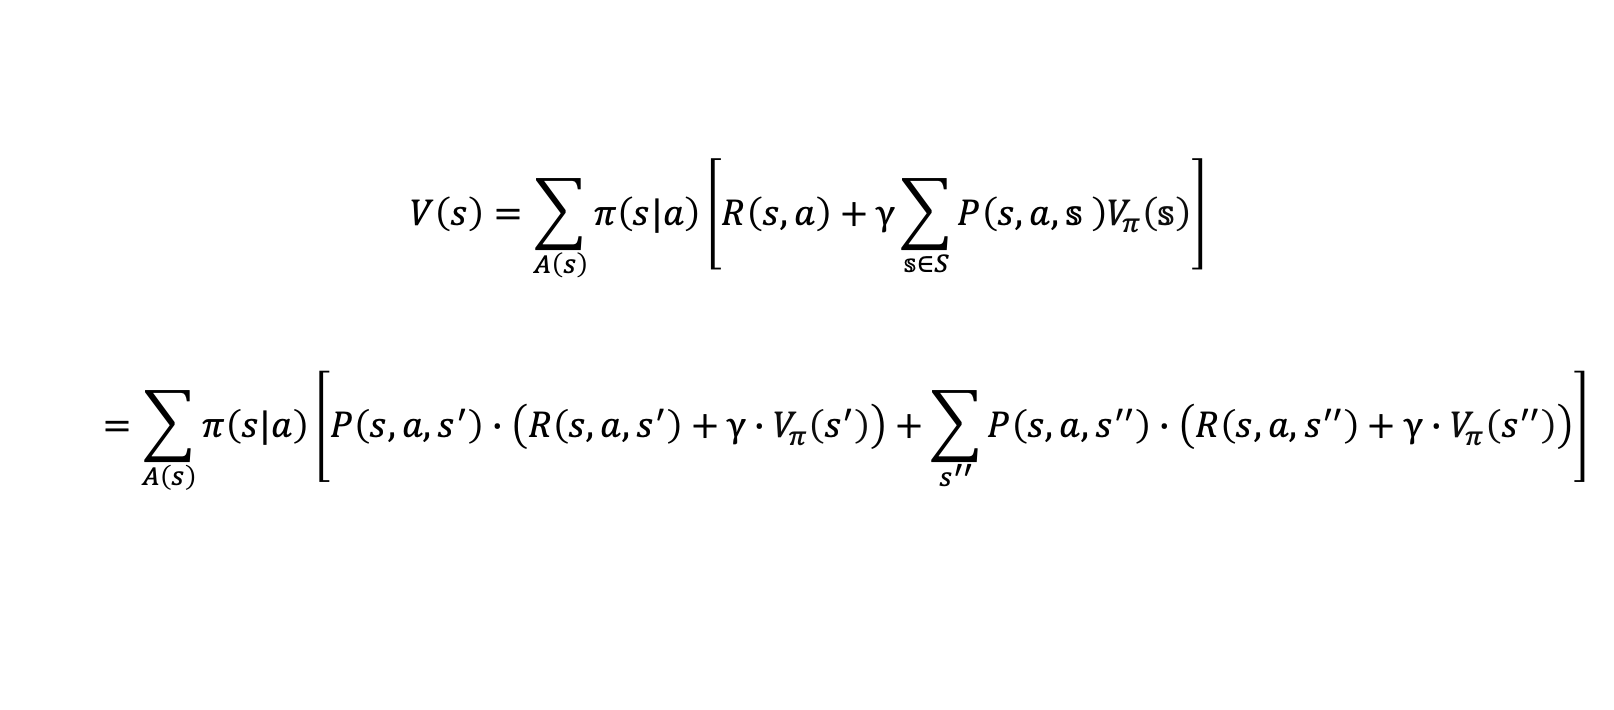 V(s) = ∑_{A(s)} π(s|a) [R(s, a) + γ ∑_{𝕤∈S} P(s, a, 𝕤 )V_π(𝕤)]
= ∑_{A(s)} π(s|a) [P(s, a, s′) · (R(s, a, s′) + γ · V_π(s′)) + ∑_{s′′} P(s, a, s′′) · (R(s, a, s′′) + γ · V_π(s′′))]